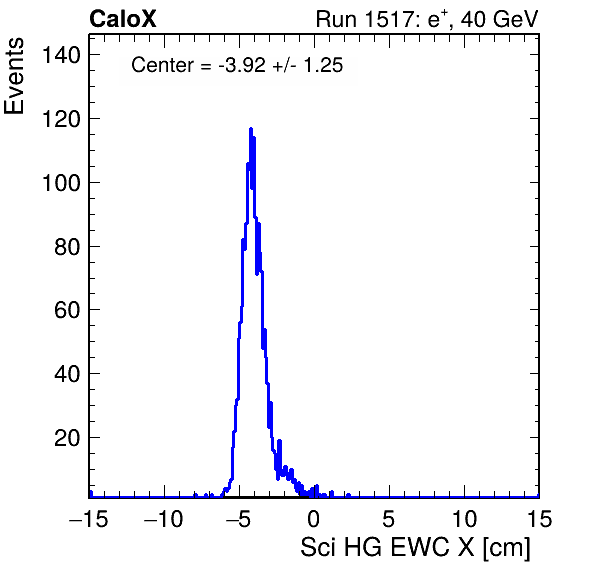 CaloX Run 1517: e⁺, 40 GeV
Center = -3.92 +/- 1.25
Events
140
120
100
80
60
40
20
−15 −10 −5 0 5 10 15
Sci HG EWC X [cm]